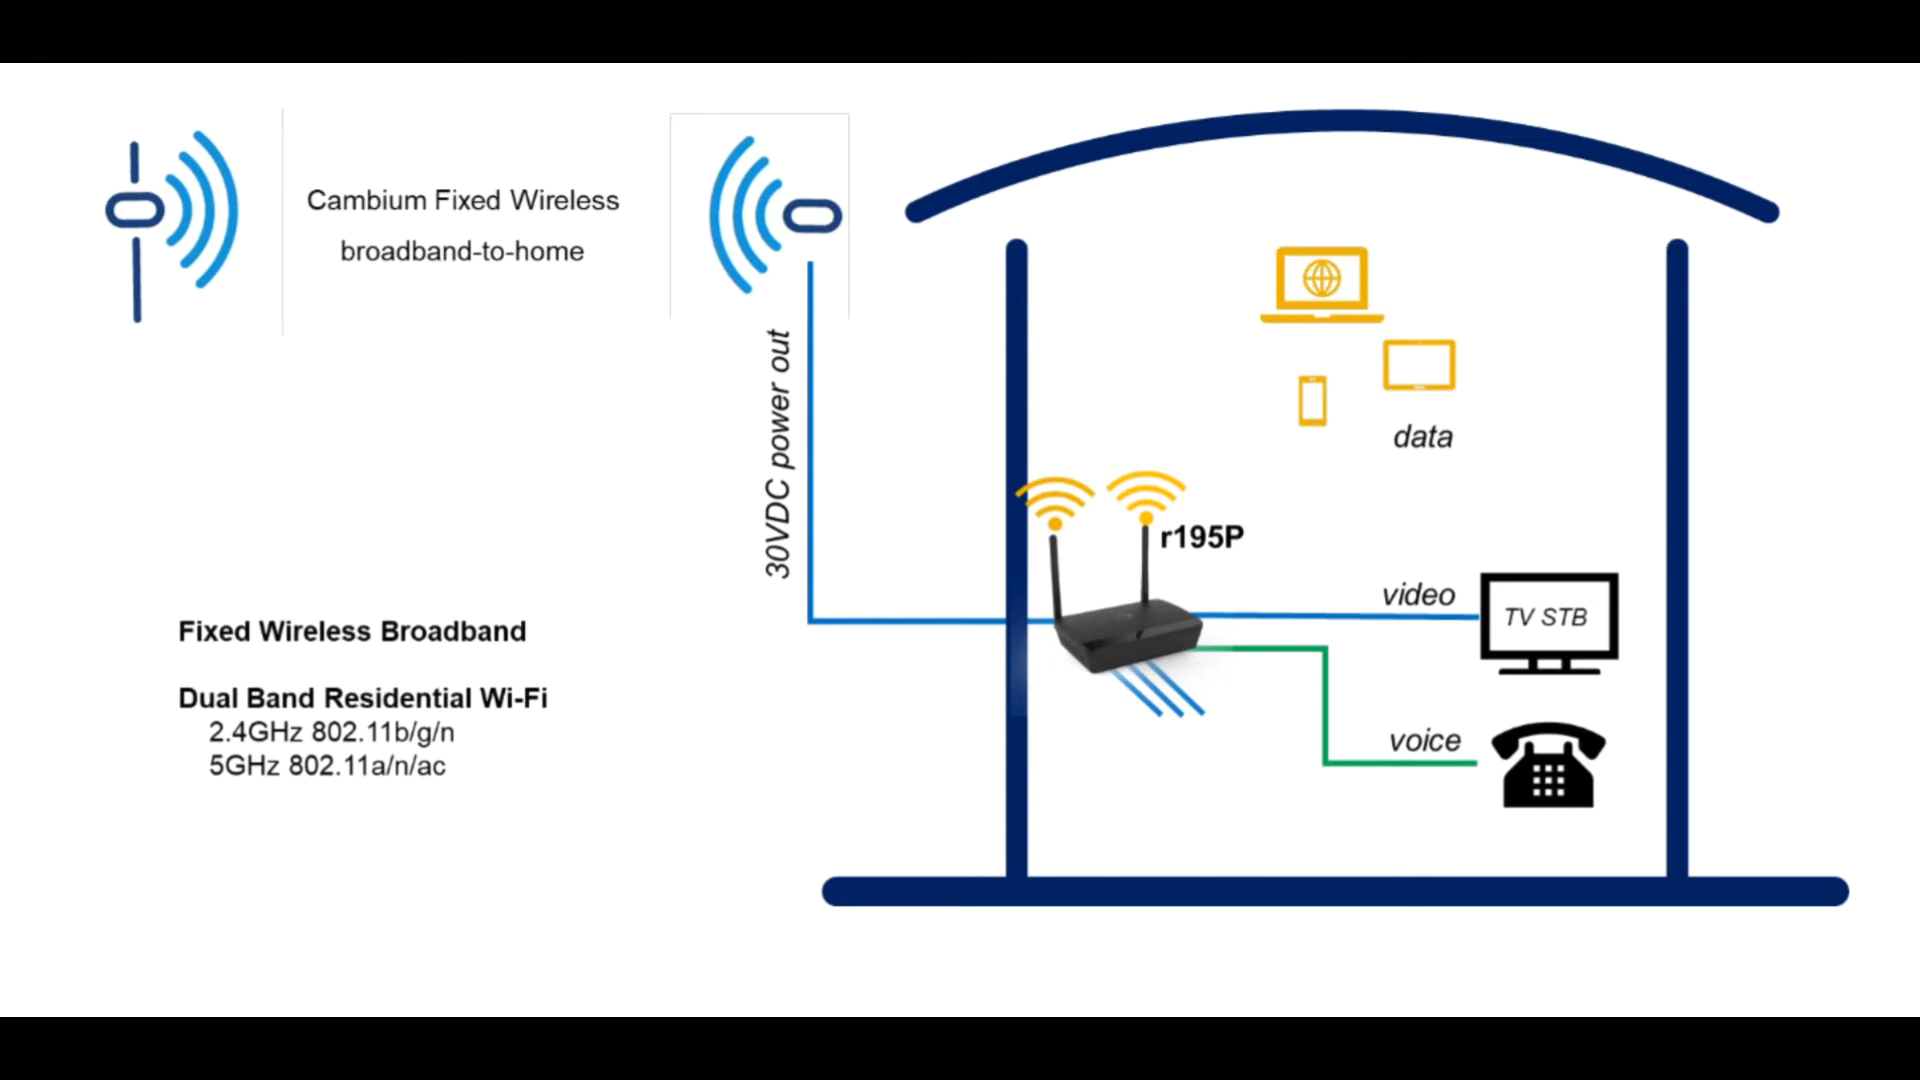 Cambium Fixed Wireless
broadband-to-home
30VDC power out
data
r195P
video
TV STB
voice
Fixed Wireless Broadband
Dual Band Residential Wi-Fi
2.4GHz 802.11b/g/n
5GHz 802.11a/n/ac